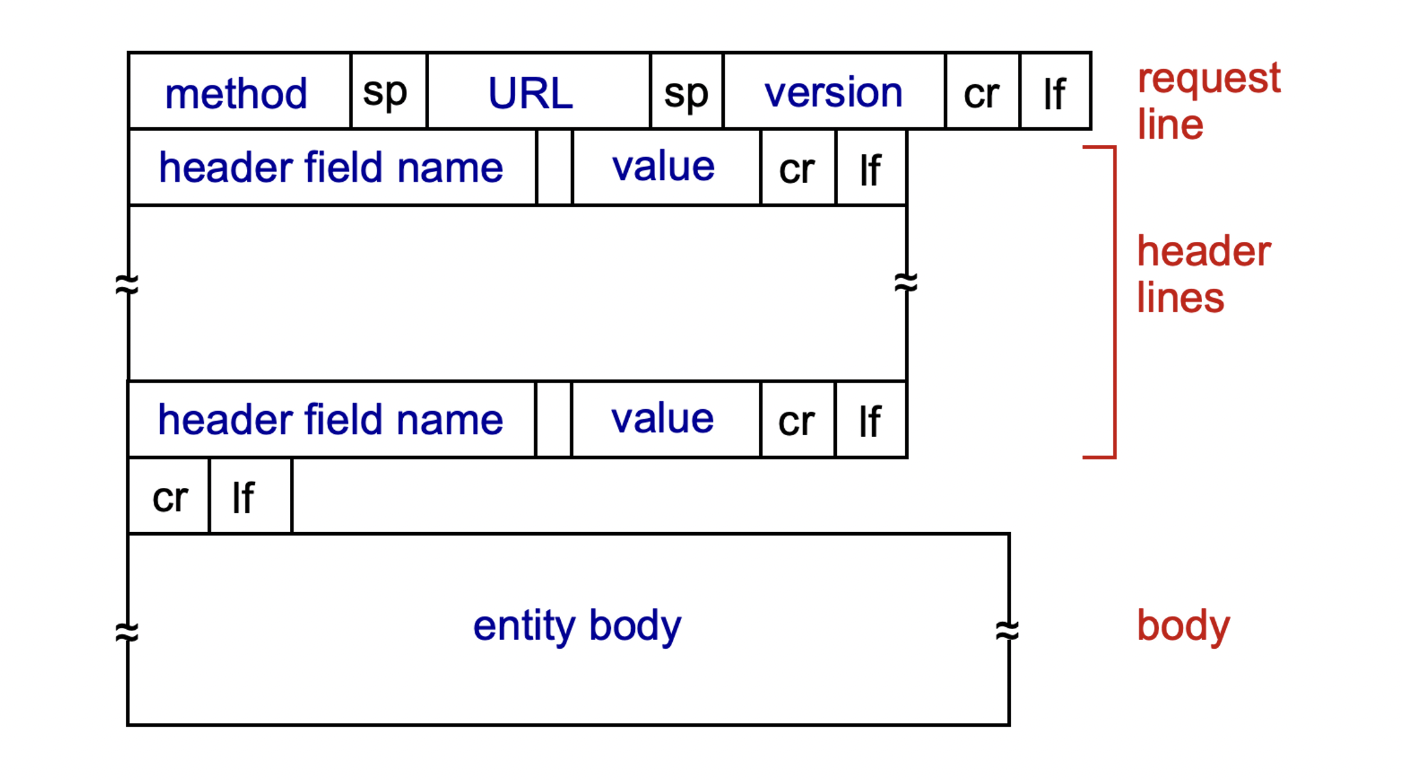 method sp URL sp version cr lf
request
line
header field name value cr lf
header
lines
header field name value cr lf
cr lf
entity body
body